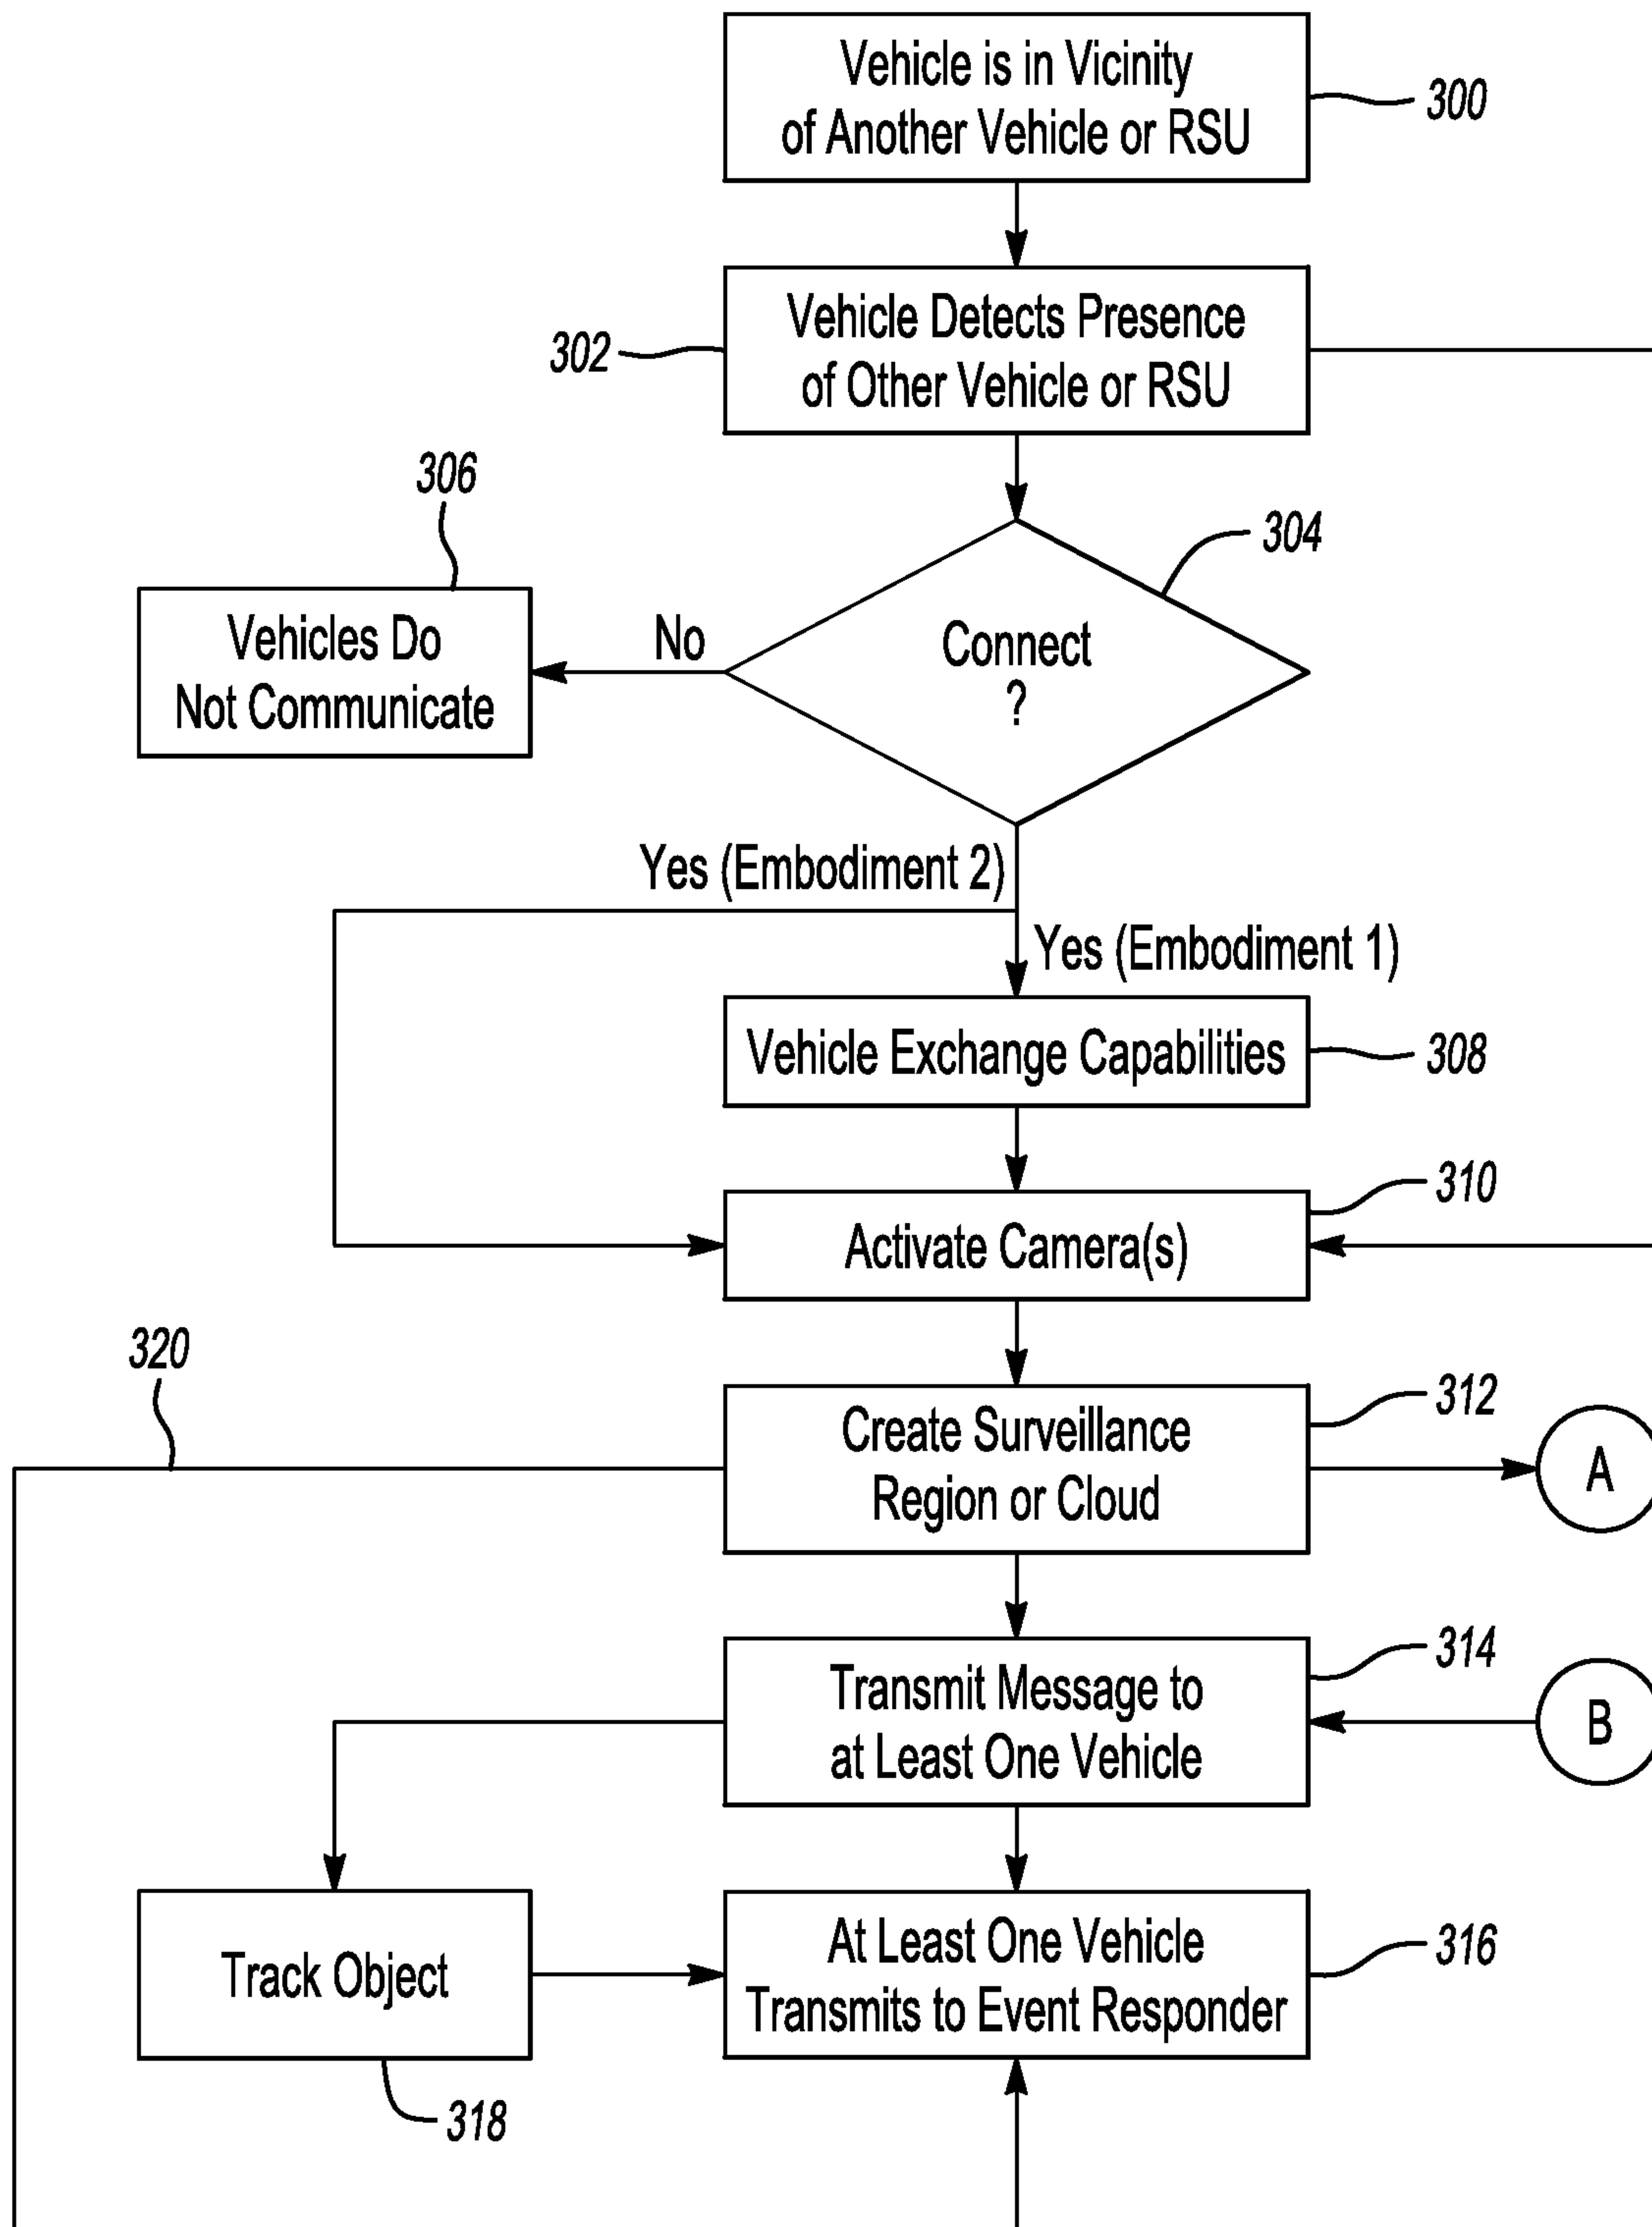 Vehicle is in Vicinity
of Another Vehicle or RSU
300
Vehicle Detects Presence
of Other Vehicle or RSU
302
306
304
Vehicles Do
Not Communicate
No
Connect
?
Yes (Embodiment 2)
Yes (Embodiment 1)
Vehicle Exchange Capabilities
308
310
Activate Camera(s)
320
312
Create Surveillance
Region or Cloud
A
314
Transmit Message to
at Least One Vehicle
B
Track Object
At Least One Vehicle
Transmits to Event Responder
316
318